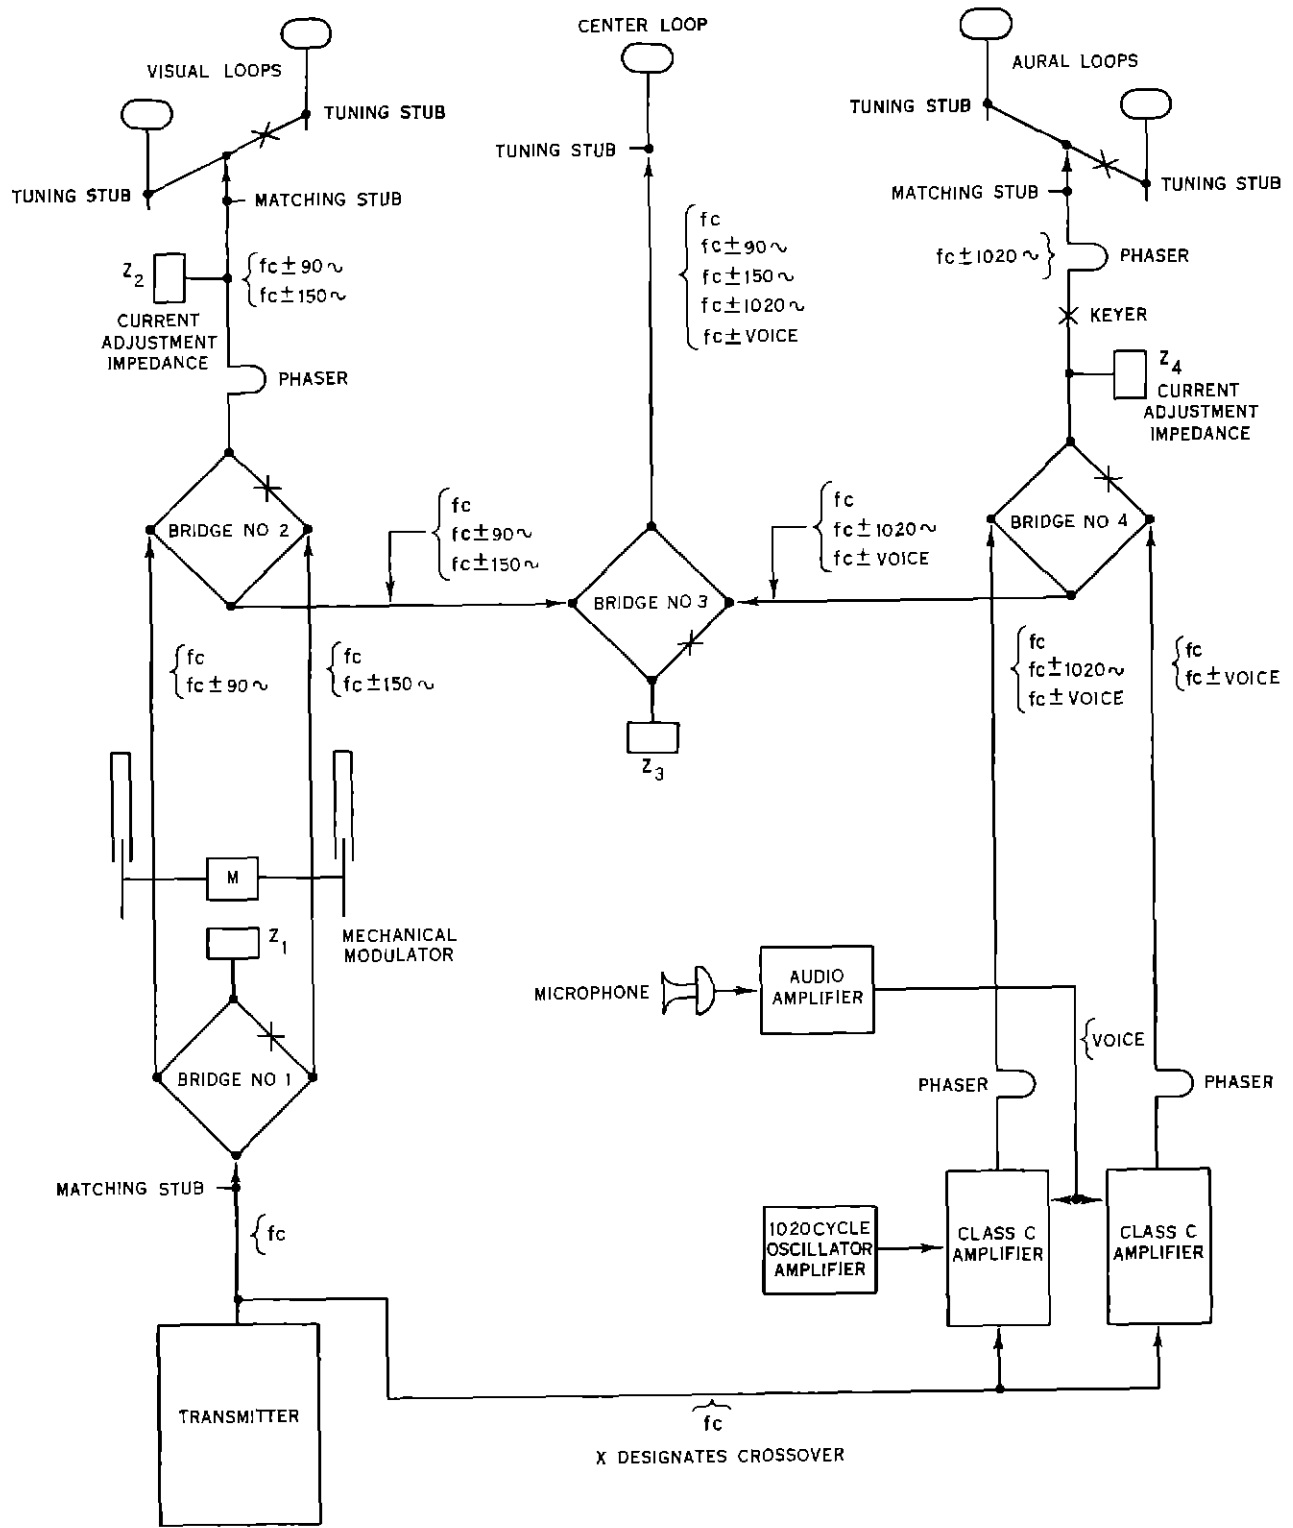 CENTER LOOP
VISUAL LOOPS
AURAL LOOPS
TUNING STUB
TUNING STUB
TUNING STUB
TUNING STUB
TUNING STUB
MATCHING STUB
MATCHING STUB
fc
fc ± 90 ~
fc ± 150 ~
fc ± 1020 ~
fc ± VOICE
fc ± 1020 ~
PHASER
Z2
fc ± 90 ~
fc ± 150 ~
CURRENT
ADJUSTMENT
IMPEDANCE
KEYER
PHASER
Z4
CURRENT
ADJUSTMENT
IMPEDANCE
fc
fc ± 90 ~
fc ± 150 ~
fc
fc ± 1020 ~
fc ± VOICE
BRIDGE NO 2
BRIDGE NO 4
BRIDGE NO 3
fc
fc ± 90 ~
fc
fc ± 150 ~
fc
fc ± 1020 ~
fc ± VOICE
fc
fc ± VOICE
Z3
M
Z1
MECHANICAL
MODULATOR
MICROPHONE
AUDIO
AMPLIFIER
VOICE
BRIDGE NO 1
PHASER
PHASER
MATCHING STUB
fc
1020 CYCLE
OSCILLATOR
AMPLIFIER
CLASS C
AMPLIFIER
CLASS C
AMPLIFIER
TRANSMITTER
fc
X DESIGNATES CROSSOVER